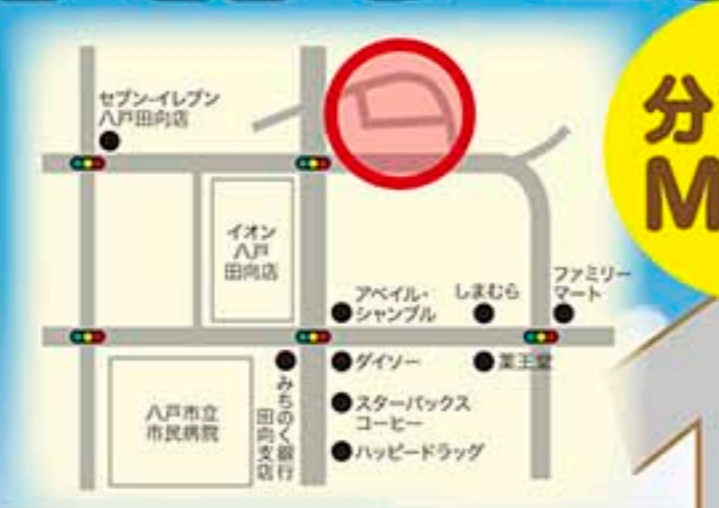 セブン-イレブン
八戸田向店
イオン
八戸
田向店
アベイル・
シャンブル
しまむら
ファミリー
マート
ダイソー
薬王堂
スターバックス
コーヒー
ハッピードラッグ
みちのく銀行
田向支店
八戸市立
市民病院
分
M
1